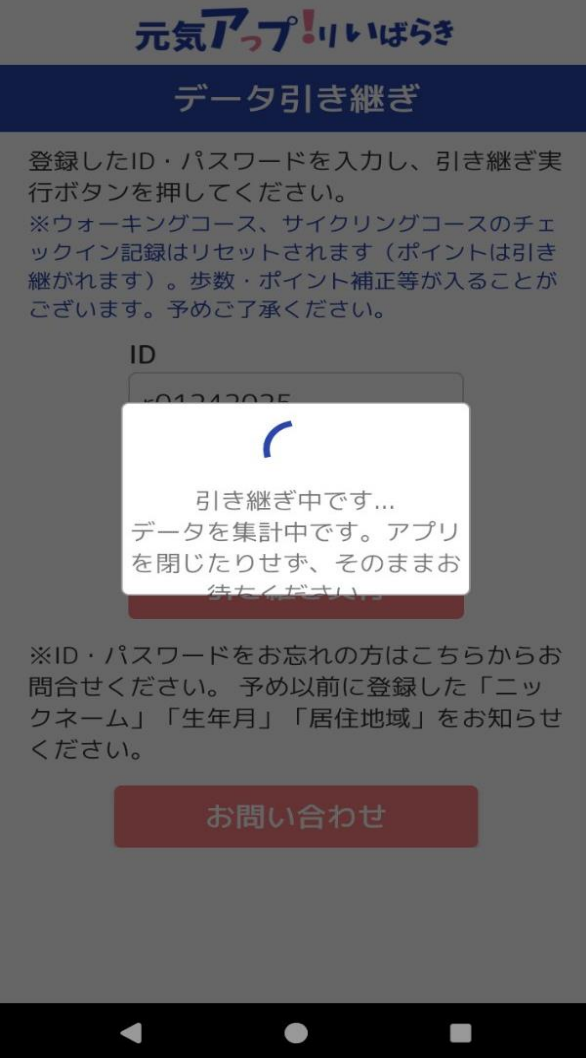 元気アップ!りいばらき
データ引き継ぎ
登録したID・パスワードを入力し、引き継ぎ実
行ボタンを押してください。
※ウォーキングコース、サイクリングコースのチェ
ックイン記録はリセットされます（ポイントは引き
継がれます）。歩数・ポイント補正等が入ることが
ございます。予めご了承ください。
ID
引き継ぎ中です...
データを集計中です。アプリ
を閉じたりせず、そのままお
待ちください
※ID・パスワードをお忘れの方はこちらからお
問合せください。 予め以前に登録した「ニッ
クネーム」「生年月」「居住地域」をお知らせ
ください。
お問い合わせ